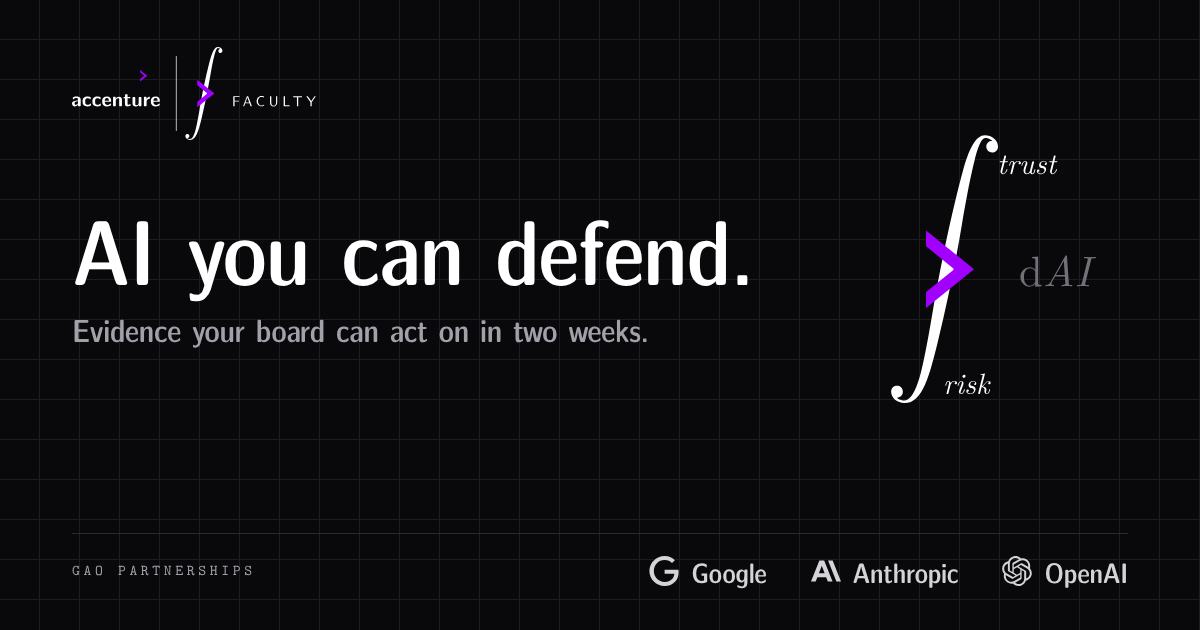 accenture
FACULTY
AI you can defend.
Evidence your board can act on in two weeks.
∫
trust
dAI
risk
GAO PARTNERSHIPS
Google
Anthropic
OpenAI